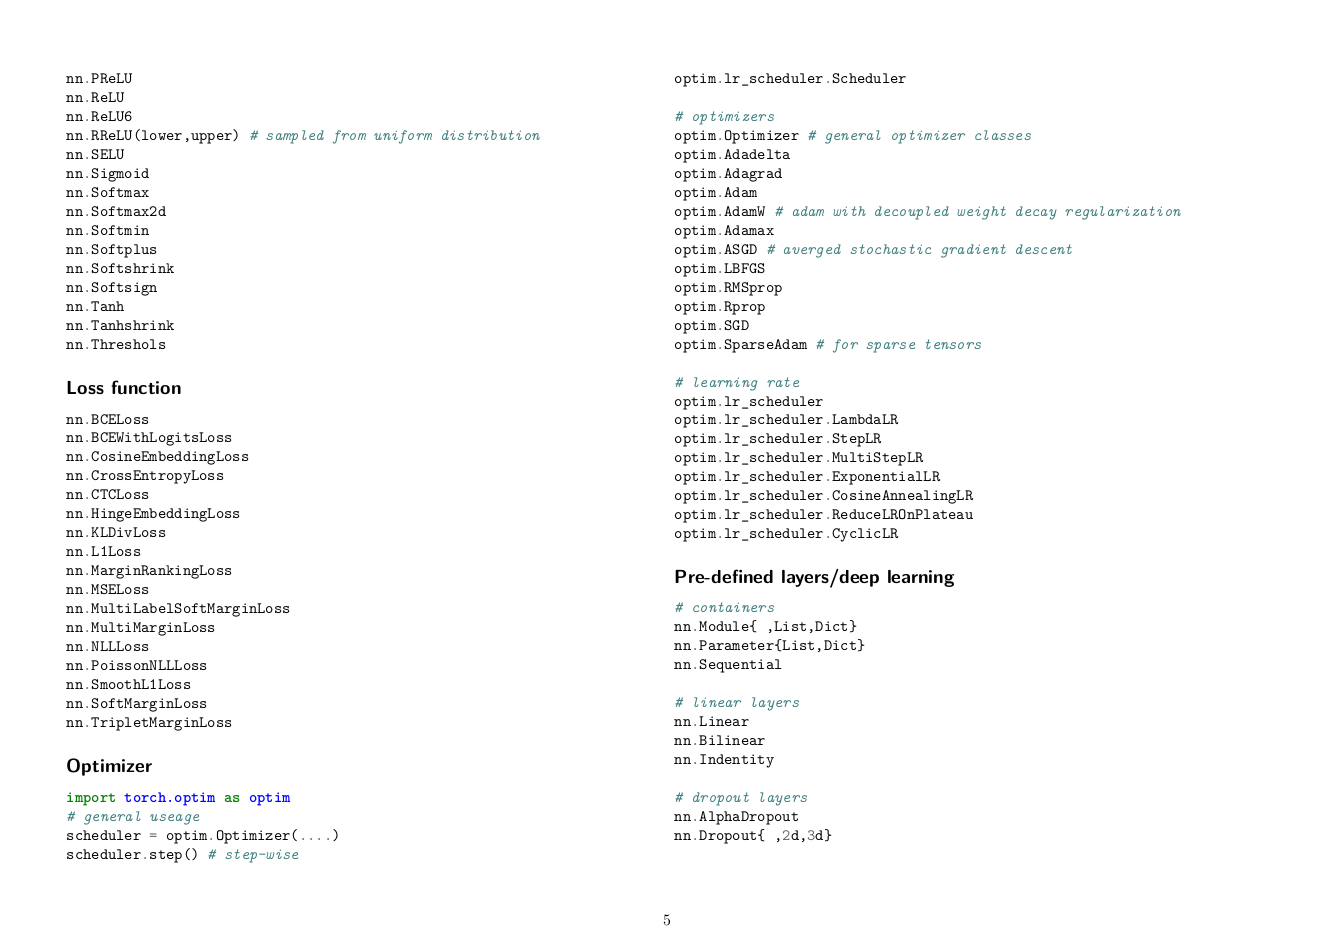 nn.PReLU
nn.ReLU
nn.ReLU6
nn.RReLU(lower,upper) # sampled from uniform distribution
nn.SELU
nn.Sigmoid
nn.Softmax
nn.Softmax2d
nn.Softmin
nn.Softplus
nn.Softshrink
nn.Softsign
nn.Tanh
nn.Tanhshrink
nn.Threshols
Loss function
nn.BCELoss
nn.BCEWithLogitsLoss
nn.CosineEmbeddingLoss
nn.CrossEntropyLoss
nn.CTCLoss
nn.HingeEmbeddingLoss
nn.KLDivLoss
nn.L1Loss
nn.MarginRankingLoss
nn.MSELoss
nn.MultiLabelSoftMarginLoss
nn.MultiMarginLoss
nn.NLLLoss
nn.PoissonNLLLoss
nn.SmoothL1Loss
nn.SoftMarginLoss
nn.TripletMarginLoss
Optimizer
import torch.optim as optim
# general useage
scheduler = optim.Optimizer(....)
scheduler.step() # step-wise
optim.lr_scheduler.Scheduler
# optimizers
optim.Optimizer # general optimizer classes
optim.Adadelta
optim.Adagrad
optim.Adam
optim.AdamW # adam with decoupled weight decay regularization
optim.Adamax
optim.ASGD # averged stochastic gradient descent
optim.LBFGS
optim.RMSprop
optim.Rprop
optim.SGD
optim.SparseAdam # for sparse tensors
# learning rate
optim.lr_scheduler
optim.lr_scheduler.LambdaLR
optim.lr_scheduler.StepLR
optim.lr_scheduler.MultiStepLR
optim.lr_scheduler.ExponentialLR
optim.lr_scheduler.CosineAnnealingLR
optim.lr_scheduler.ReduceLROnPlateau
optim.lr_scheduler.CyclicLR
Pre-defined layers/deep learning
# containers
nn.Module{ ,List,Dict}
nn.Parameter{List,Dict}
nn.Sequential
# linear layers
nn.Linear
nn.Bilinear
nn.Indentity
# dropout layers
nn.AlphaDropout
nn.Dropout{ ,2d,3d}
5